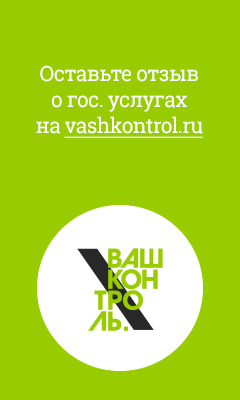 Оставьте отзыв
о гос. услугах
на vashkontrol.ru
ВАШ
КОН
ТРО
ЛЬ.